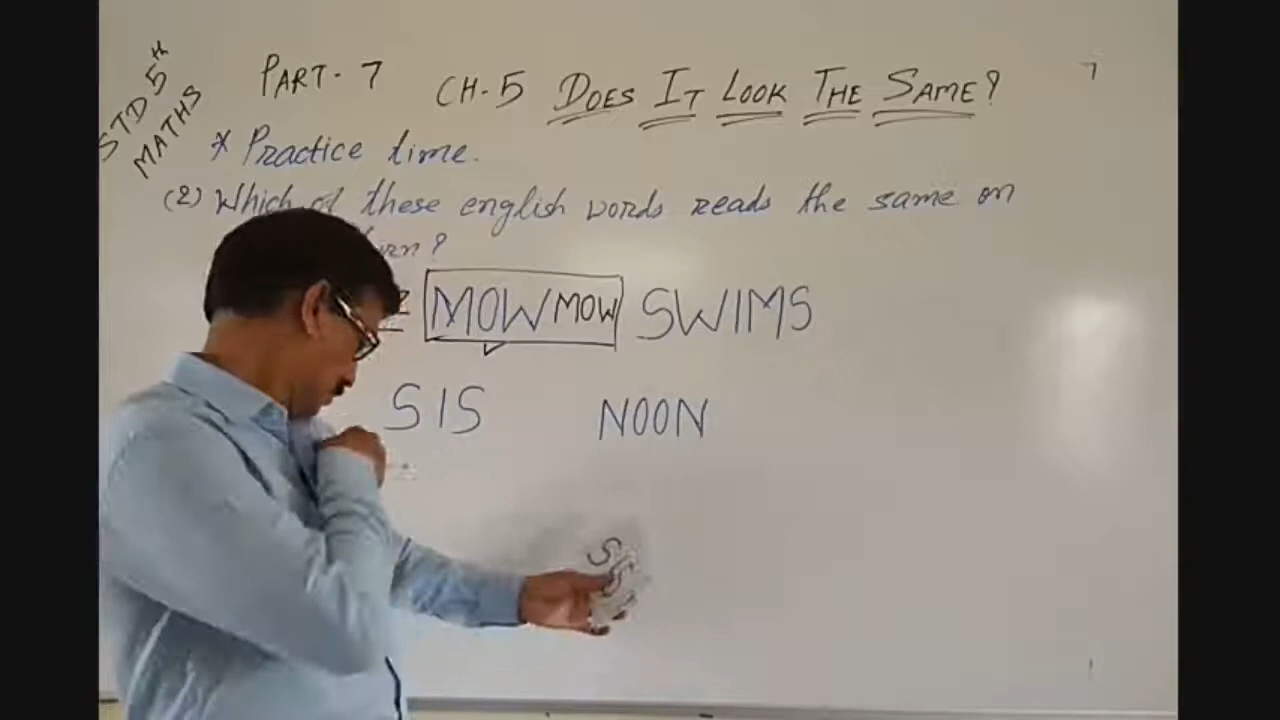 STD 5th
MATHS
PART-7 CH-5 DOES IT LOOK THE SAME?
* Practice time.
(2) Which of these english words reads the same on
turn?
MOW MOW SWIMS
SIS NOON